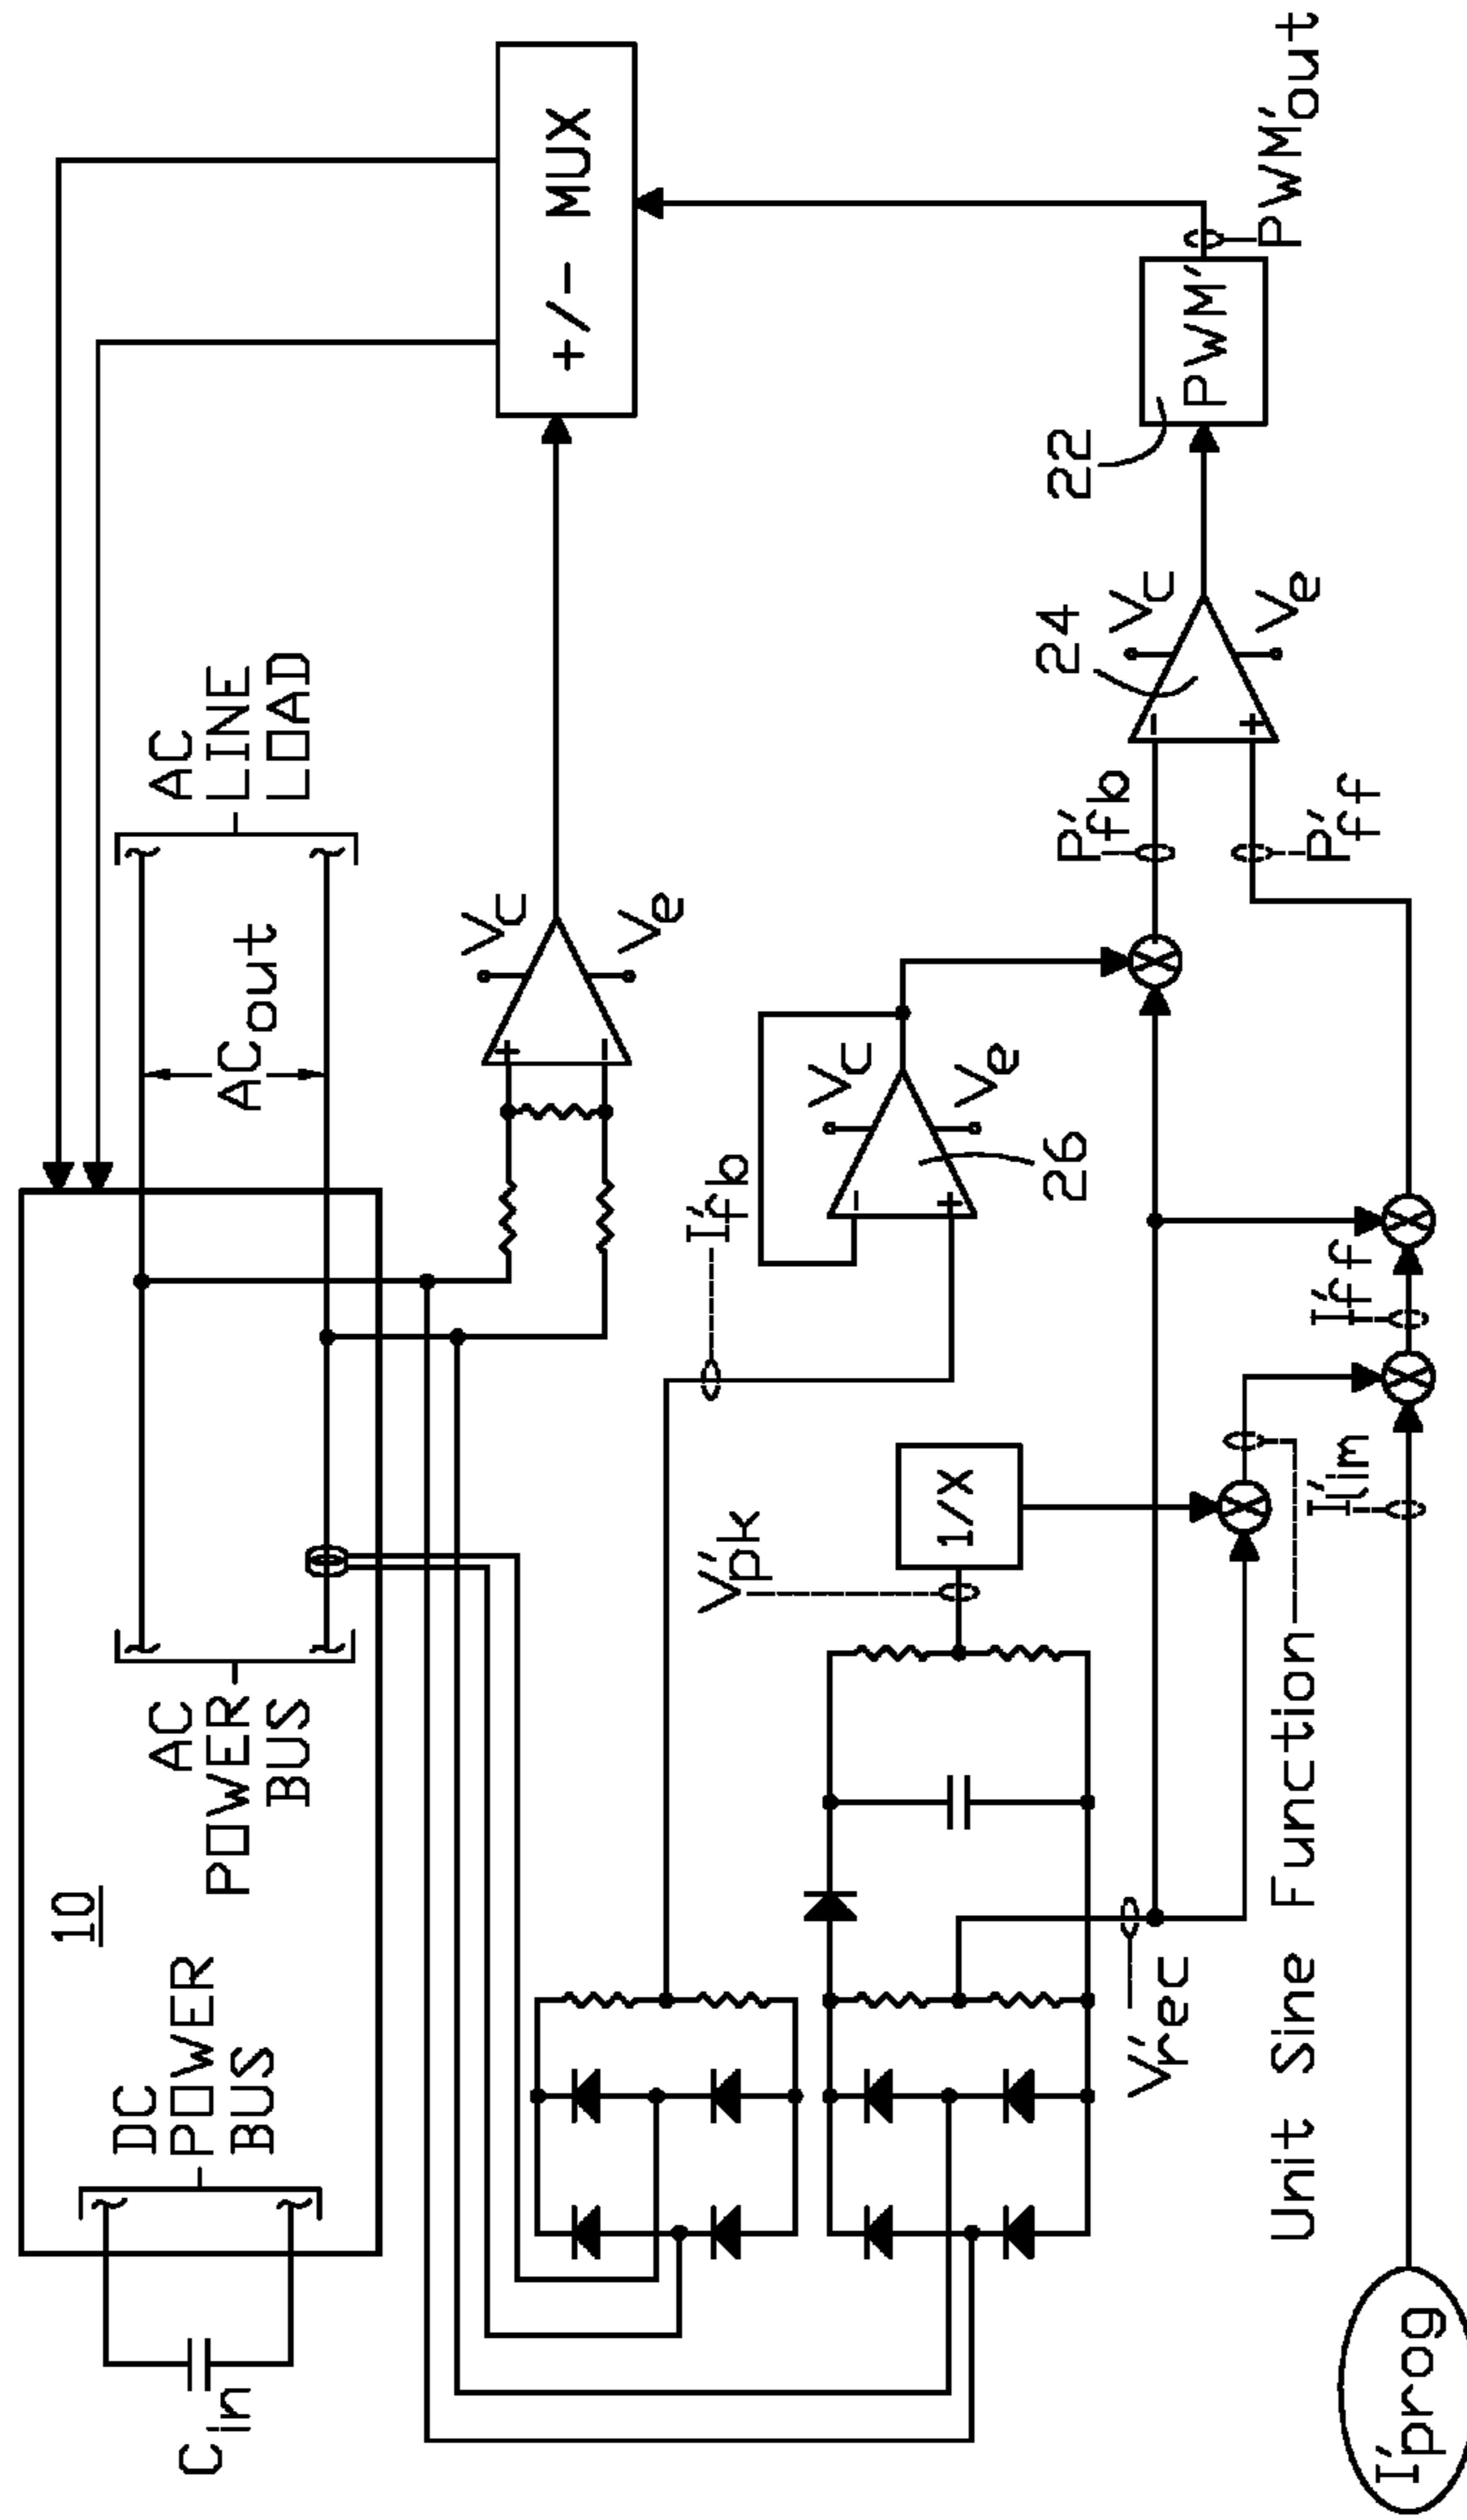 10
DC
POWER
BUS
C in
AC
POWER
BUS
ACout
AC
LINE
LOAD
+/- MUX
Vc
Ve
I'fb
Vc
Ve
26
V'pk
1/X
V'rec
Unit Sine Function
I'prog
I'lim
I'ff
P'fb
P'ff
24
Vc
Ve
22
PWM'
PWM'out